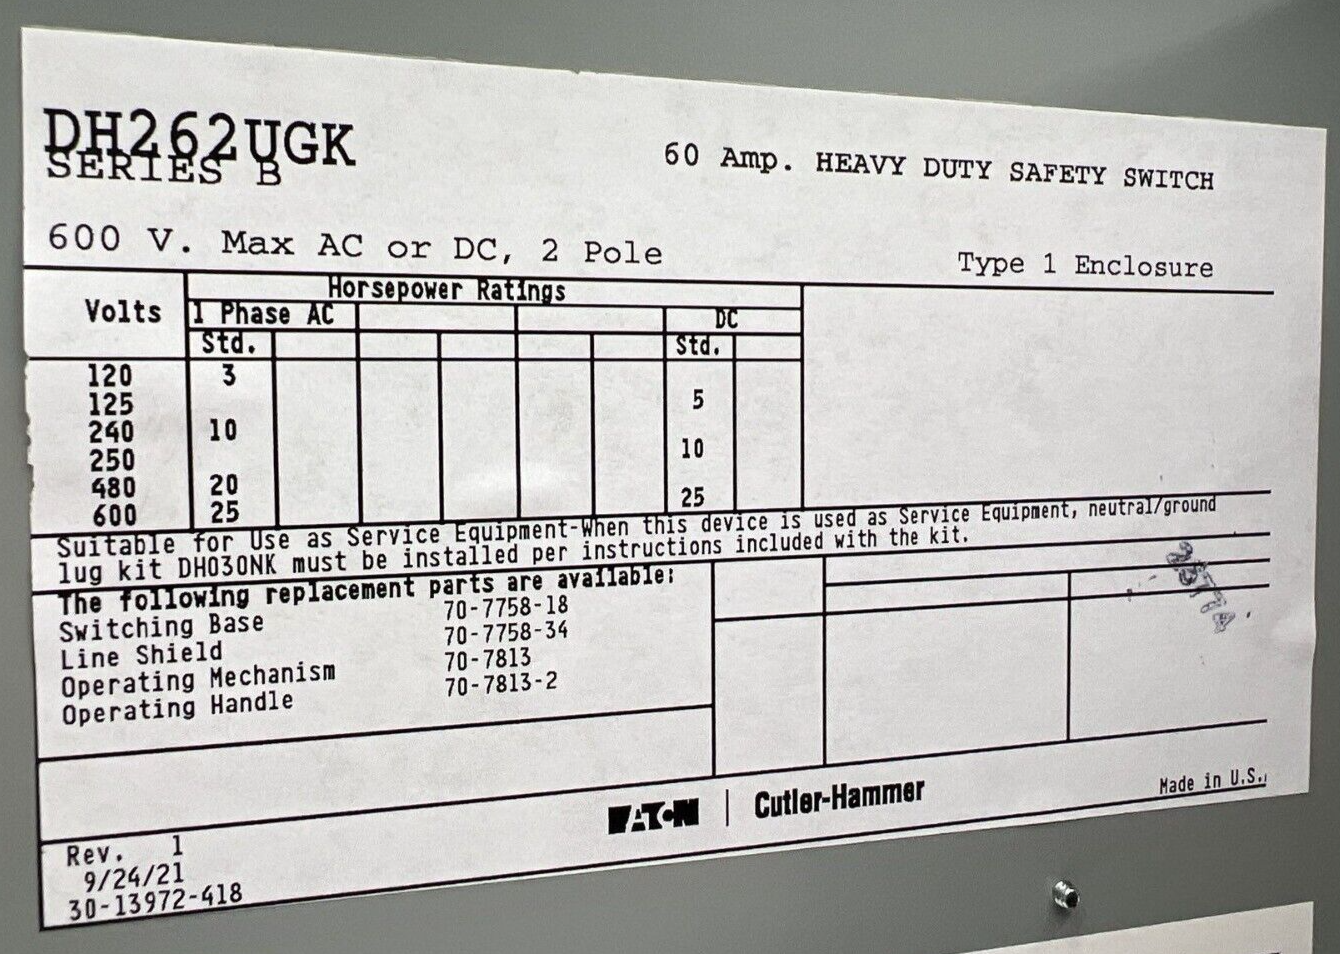 DH262UGK
SERIES B
60 Amp. HEAVY DUTY SAFETY SWITCH
600 V. Max AC or DC, 2 Pole
Type 1 Enclosure
Volts
Horsepower Ratings
1 Phase AC
DC
Std.
Std.
120 3
125 5
240 10
250 10
480 20
600 25 25
Suitable for Use as Service Equipment-When this device is used as Service Equipment, neutral/ground
lug kit DH030NK must be installed per instructions included with the kit.
The following replacement parts are available:
Switching Base 70-7758-18
Line Shield 70-7758-34
Operating Mechanism 70-7813
Operating Handle 70-7813-2
EATON | Cutler-Hammer
Made in U.S.
Rev. 1
9/24/21
30-13972-418